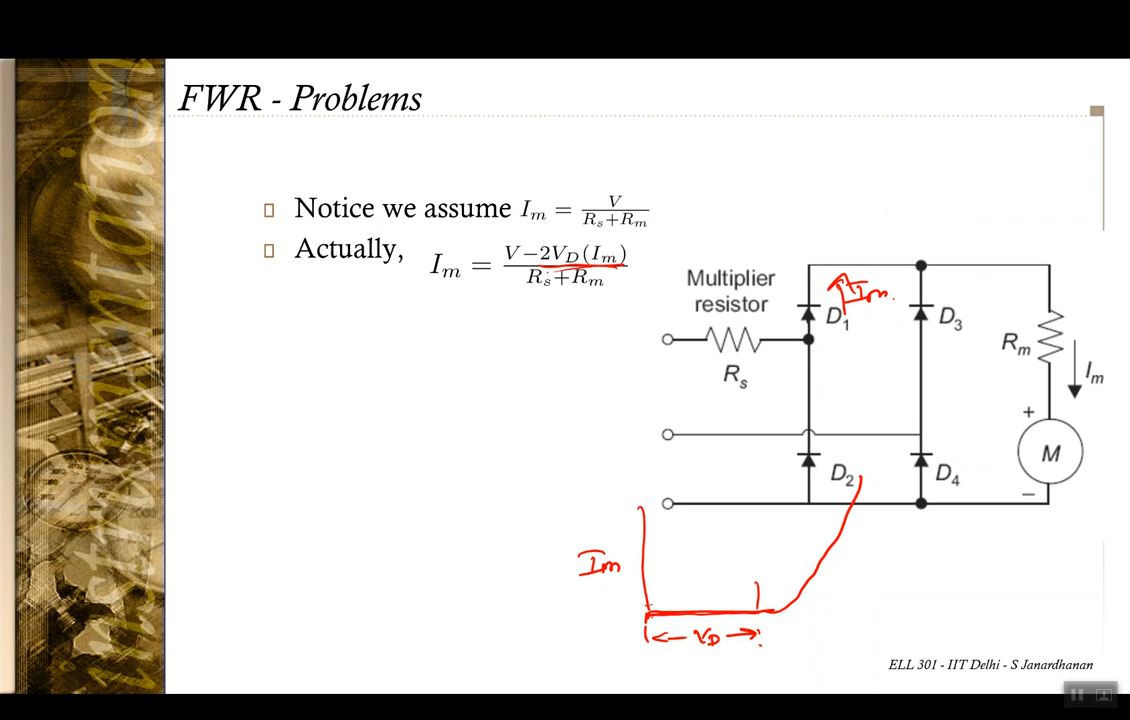 FWR - Problems
Notice we assume I_m = V / (R_s+R_m)
Actually, I_m = (V−2V_D(I_m)) / (R_s+R_m)
Multiplier
resistor
R_s
D_1
I_m
D_3
R_m
I_m
+
M
−
D_2
D_4
I_m
V_D
ELL 301 - IIT Delhi - S Janardhanan